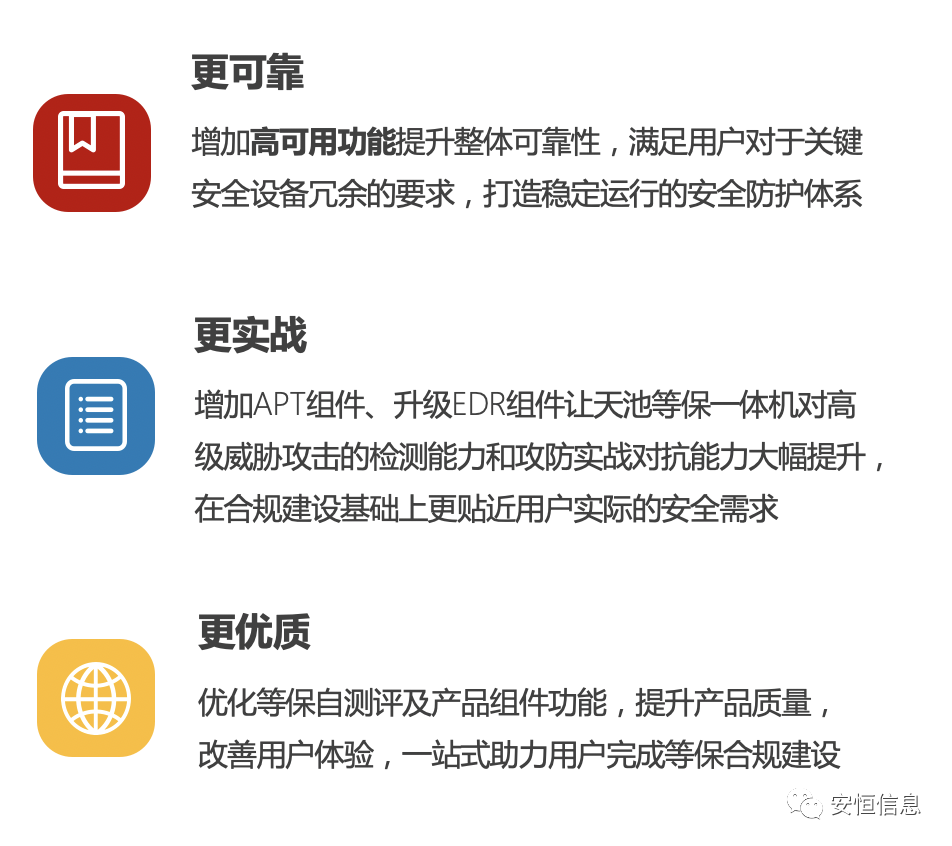 更可靠
增加高可用功能提升整体可靠性，满足用户对于关键
安全设备冗余的要求，打造稳定运行的安全防护体系
更实战
增加APT组件、升级EDR组件让天池等保一体机对高
级威胁攻击的检测能力和攻防实战对抗能力大幅提升，
在合规建设基础上更贴近用户实际的安全需求
更优质
优化等保自测评及产品组件功能，提升产品质量，
改善用户体验，一站式助力用户完成等保合规建设
安恒信息